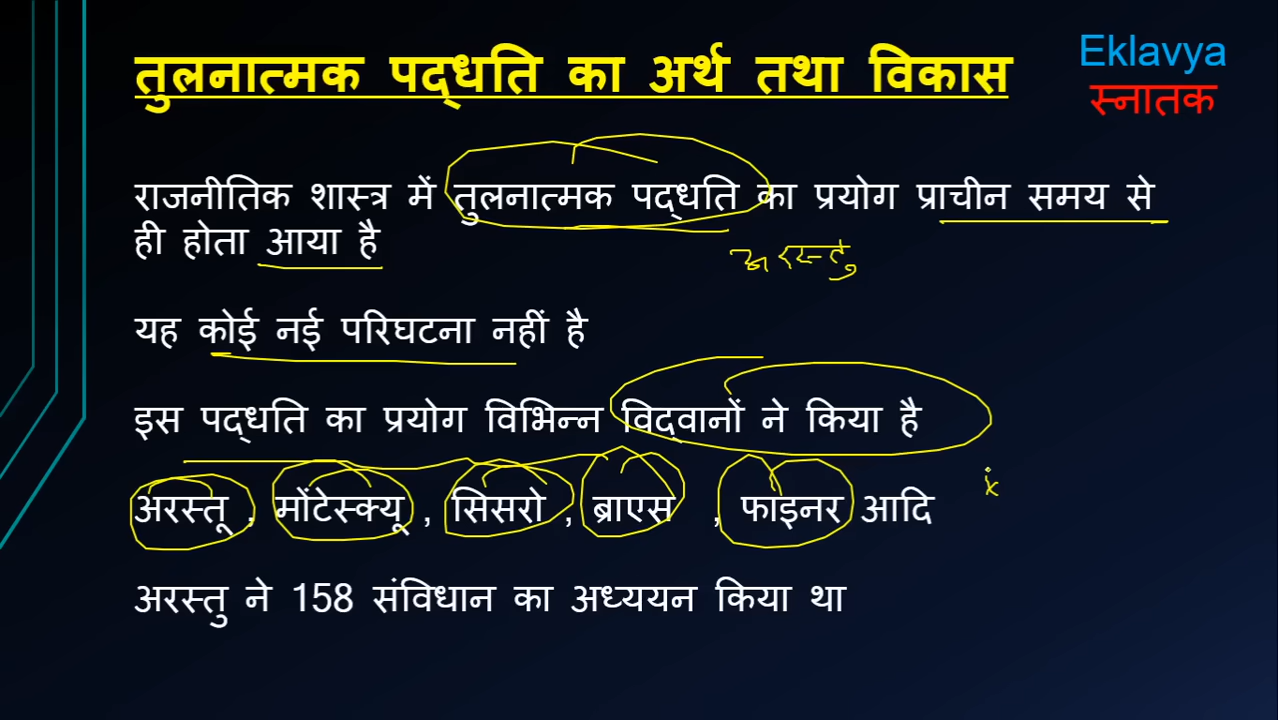 तुलनात्मक पद्धति का अर्थ तथा विकास
Eklavya
स्नातक
राजनीतिक शास्त्र में तुलनात्मक पद्धति का प्रयोग प्राचीन समय से
ही होता आया है
अरस्तु
यह कोई नई परिघटना नहीं है
इस पद्धति का प्रयोग विभिन्न विद्वानों ने किया है
अरस्तू , मोंटेस्क्यू , सिसरो , ब्राएस , फाइनर आदि
अरस्तु ने 158 संविधान का अध्ययन किया था